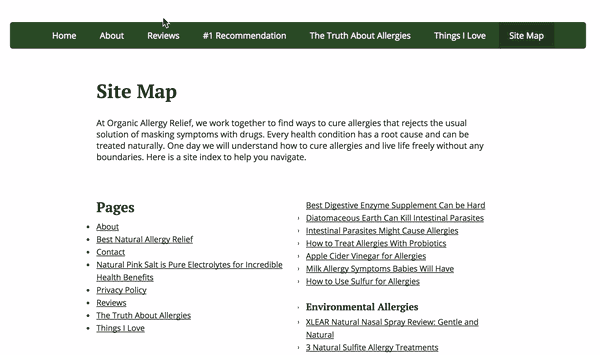 Home About Reviews #1 Recommendation The Truth About Allergies Things I Love Site Map
Site Map
At Organic Allergy Relief, we work together to find ways to cure allergies that rejects the usual
solution of masking symptoms with drugs. Every health condition has a root cause and can be
treated naturally. One day we will understand how to cure allergies and live life freely without any
boundaries. Here is a site index to help you navigate.
Pages
About
Best Natural Allergy Relief
Contact
Natural Pink Salt is Pure Electrolytes for Incredible
Health Benefits
Privacy Policy
Reviews
The Truth About Allergies
Things I Love
Best Digestive Enzyme Supplement Can be Hard
Diatomaceous Earth Can Kill Intestinal Parasites
Intestinal Parasites Might Cause Allergies
How to Treat Allergies With Probiotics
Apple Cider Vinegar for Allergies
Milk Allergy Symptoms Babies Will Have
How to Use Sulfur for Allergies
Environmental Allergies
XLEAR Natural Nasal Spray Review: Gentle and
Natural
3 Natural Sulfite Allergy Treatments